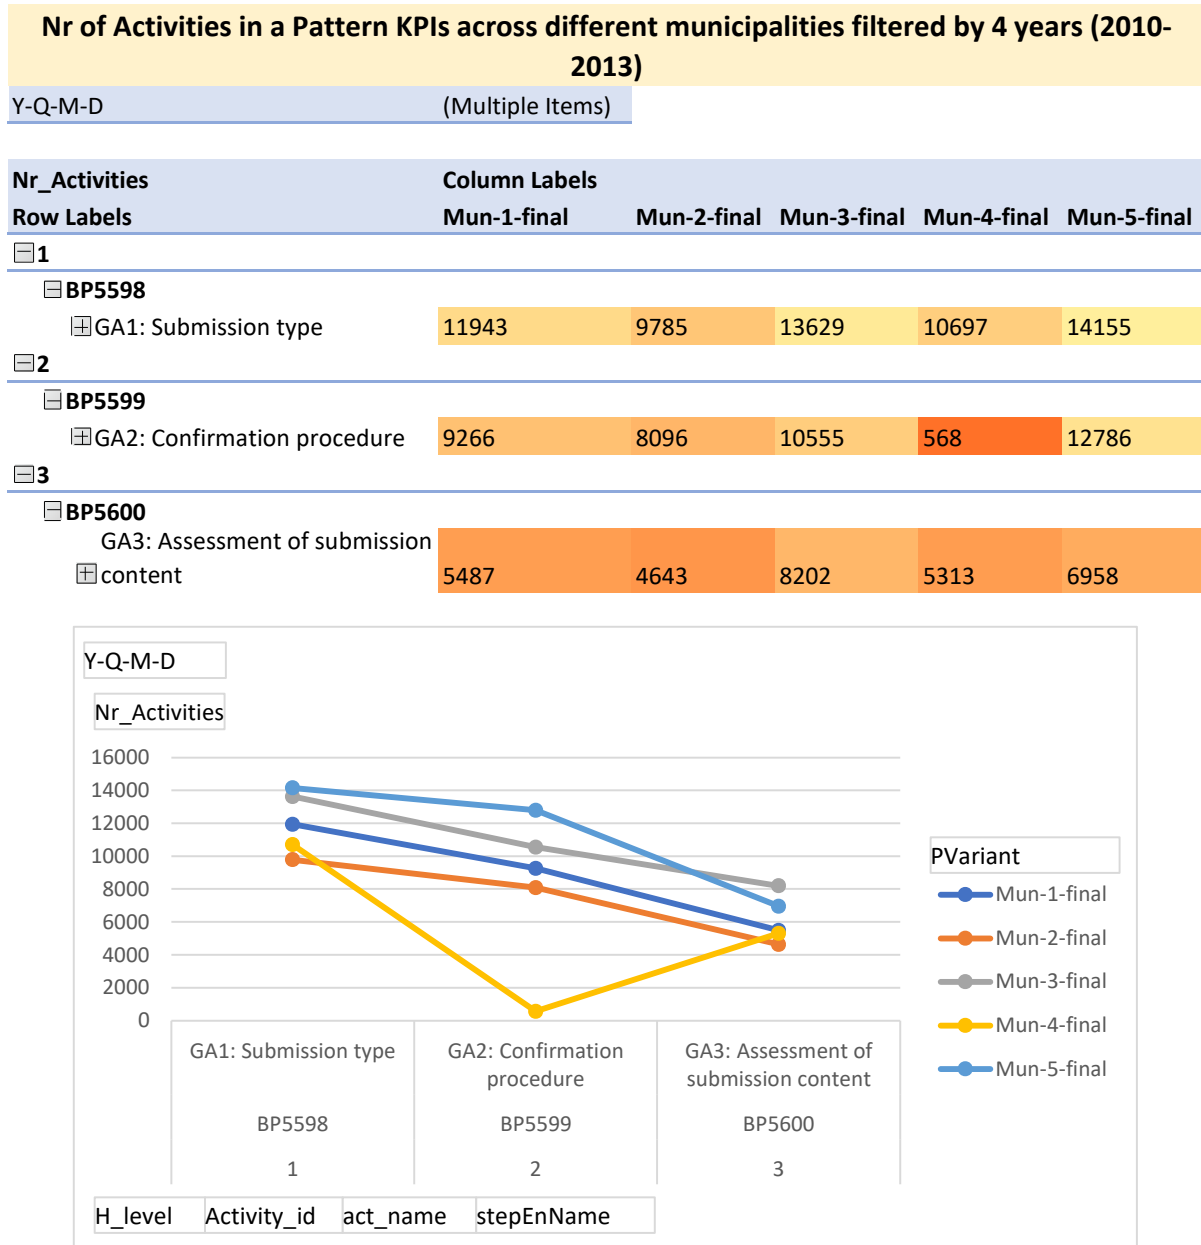 Nr of Activities in a Pattern KPIs across different municipalities filtered by 4 years (2010-
2013)
Y-Q-M-D (Multiple Items)
Nr_Activities Column Labels
Row Labels Mun-1-final Mun-2-final Mun-3-final Mun-4-final Mun-5-final
1
BP5598
GA1: Submission type 11943 9785 13629 10697 14155
2
BP5599
GA2: Confirmation procedure 9266 8096 10555 568 12786
3
BP5600
GA3: Assessment of submission
content 5487 4643 8202 5313 6958
Y-Q-M-D
Nr_Activities
16000
14000
12000
10000
8000
6000
4000
2000
0
GA1: Submission type GA2: Confirmation GA3: Assessment of
procedure submission content
BP5598 BP5599 BP5600
1 2 3
PVariant
Mun-1-final
Mun-2-final
Mun-3-final
Mun-4-final
Mun-5-final
H_level Activity_id act_name stepEnName